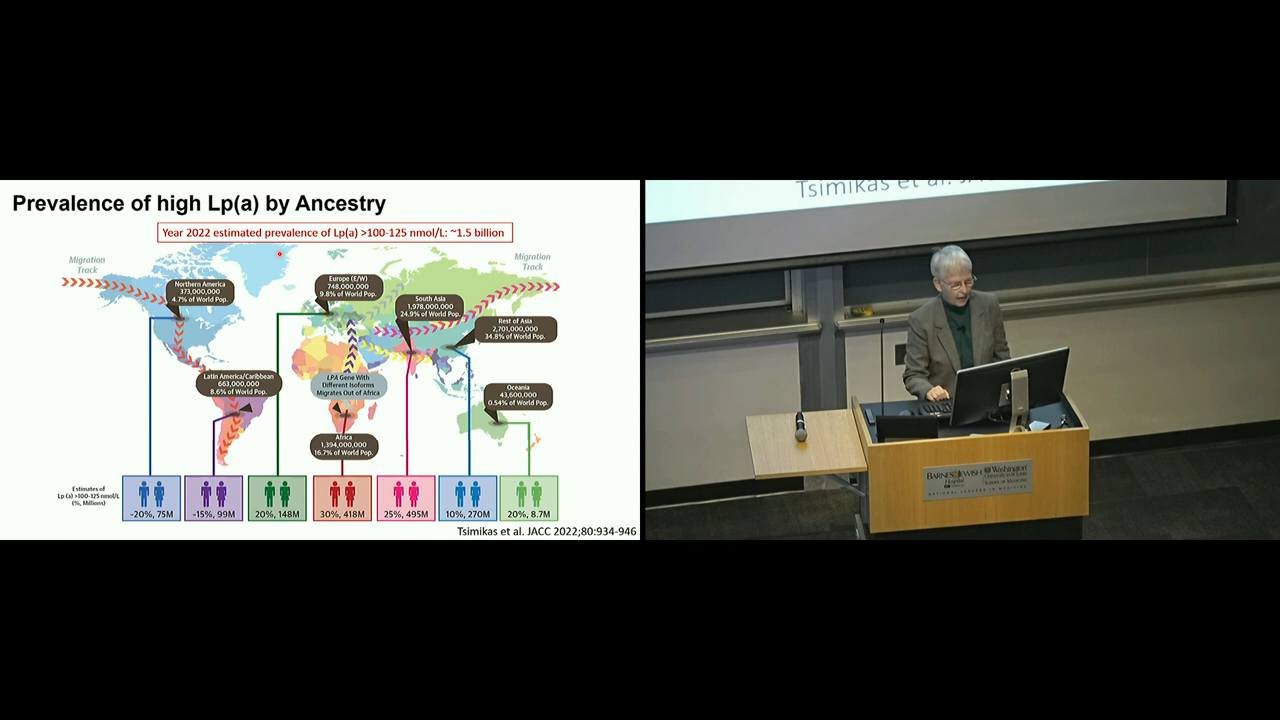 Prevalence of high Lp(a) by Ancestry
Year 2022 estimated prevalence of Lp(a) >100-125 nmol/L: ~1.5 billion
Migration
Track
Migration
Track
Northern America
373,000,000
4.7% of World Pop.
Europe (E/W)
748,000,000
9.8% of World Pop.
South Asia
1,978,000,000
24.9% of World Pop.
Rest of Asia
2,701,000,000
34.8% of World Pop.
Latin America/Caribbean
663,000,000
8.6% of World Pop.
LPA Gene With
Different Isoforms
Migrates Out of Africa
Oceania
43,600,000
0.54% of World Pop.
Africa
1,394,000,000
16.7% of World Pop.
Estimates of
Lp (a) >100-125 nmol/L
(%, Millions)
~20%, 75M
~15%, 99M
20%, 148M
30%, 418M
25%, 495M
10%, 270M
20%, 8.7M
Tsimikas et al. JACC 2022;80:934-946
Tsimikas et al.
BARNES JEWISH
Hospital
Washington
University in St. Louis
School of Medicine
NATIONAL LEADERS IN MEDICINE